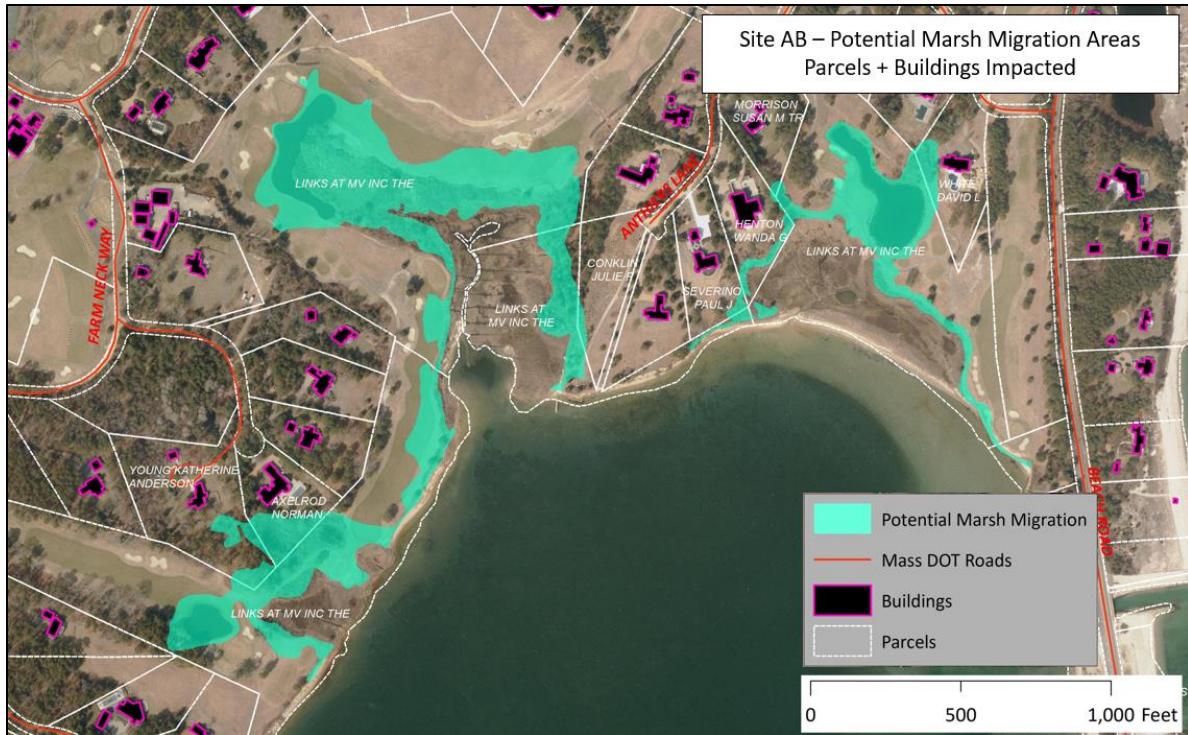 Site AB – Potential Marsh Migration Areas
Parcels + Buildings Impacted
MORRISON
SUSAN M TR
LINKS AT MV INC THE
ANTHERS LANE
WHITE
DAVID L
HENTON
WANDA G
LINKS AT MV INC THE
CONKLIN
JULIE F
SEVERINO
PAUL J
FARM NECK WAY
LINKS AT
MV INC THE
YOUNG KATHERINE
ANDERSON
AXELROD
NORMAN
BEACH ROAD
LINKS AT MV INC THE
Potential Marsh Migration
Mass DOT Roads
Buildings
Parcels
0 500 1,000 Feet